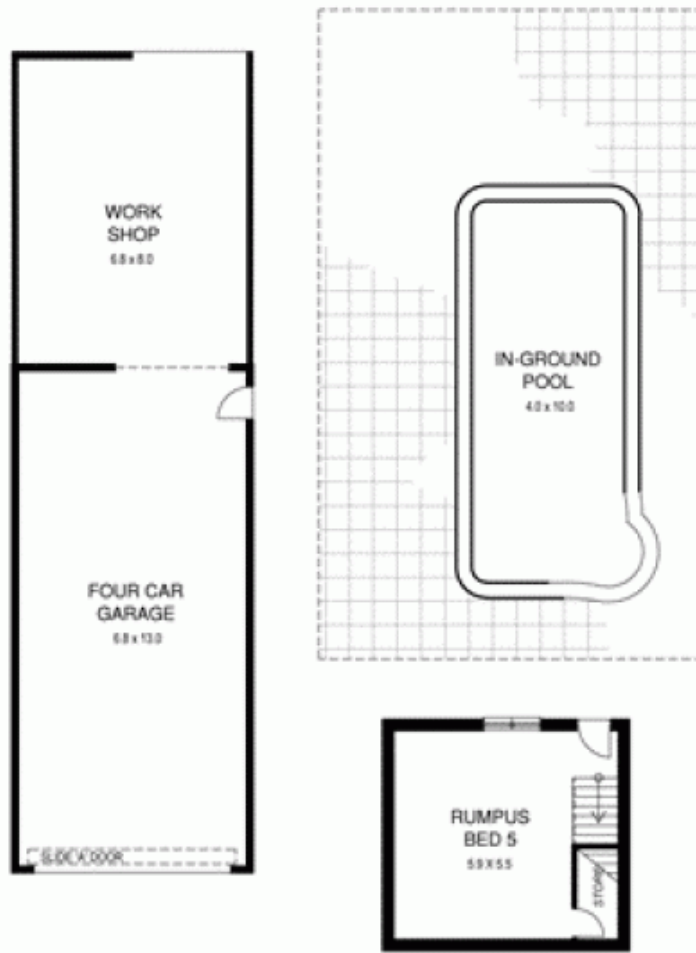 WORK
SHOP
6.8 x 8.0
IN-GROUND
POOL
4.0 x 10.0
FOUR CAR
GARAGE
6.8 x 13.0
SLIDE A DOOR
RUMPUS
BED 5
5.9 X 5.5
STORE